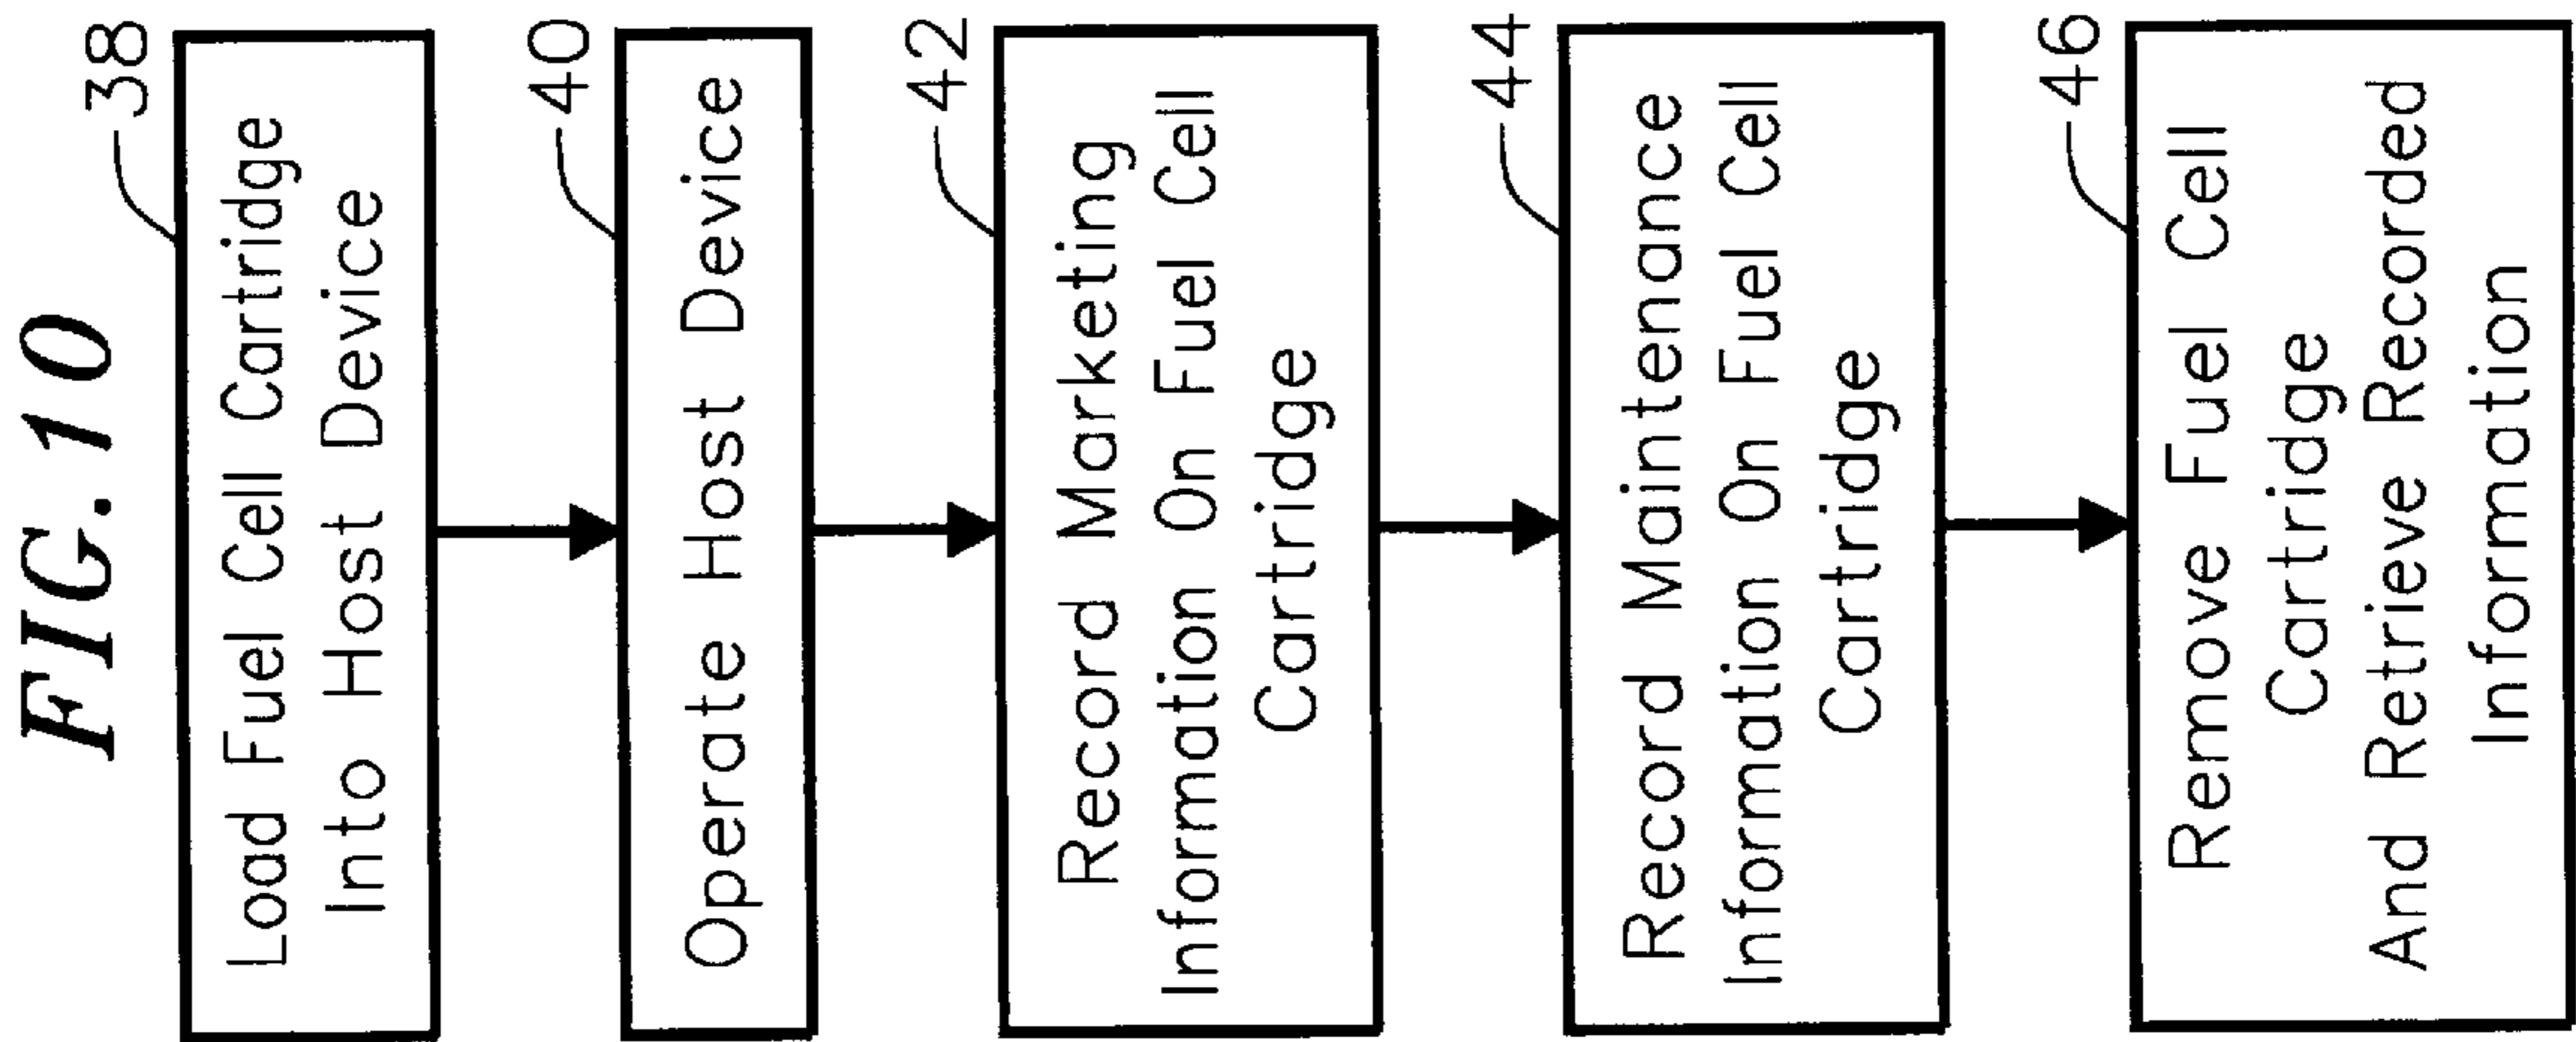 FIG. 10
38
Load Fuel Cell Cartridge
Into Host Device
40
Operate Host Device
42
Record Marketing
Information On Fuel Cell
Cartridge
44
Record Maintenance
Information On Fuel Cell
Cartridge
46
Remove Fuel Cell
Cartridge
And Retrieve Recorded
Information